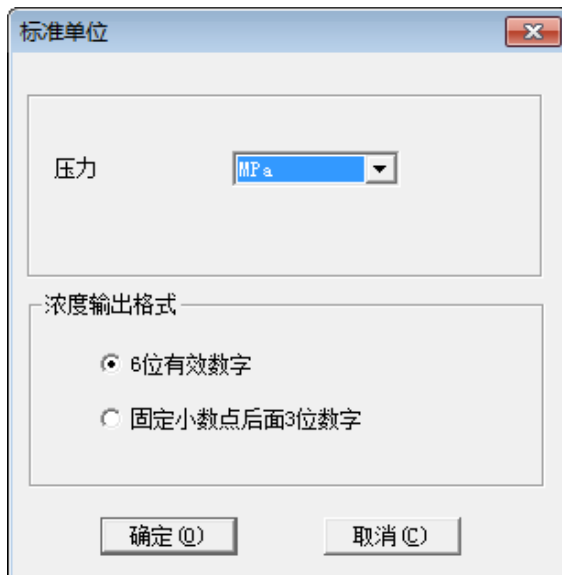 标准单位
压力
MPa
浓度输出格式
6位有效数字
固定小数点后面3位数字
确定(O)
取消(C)